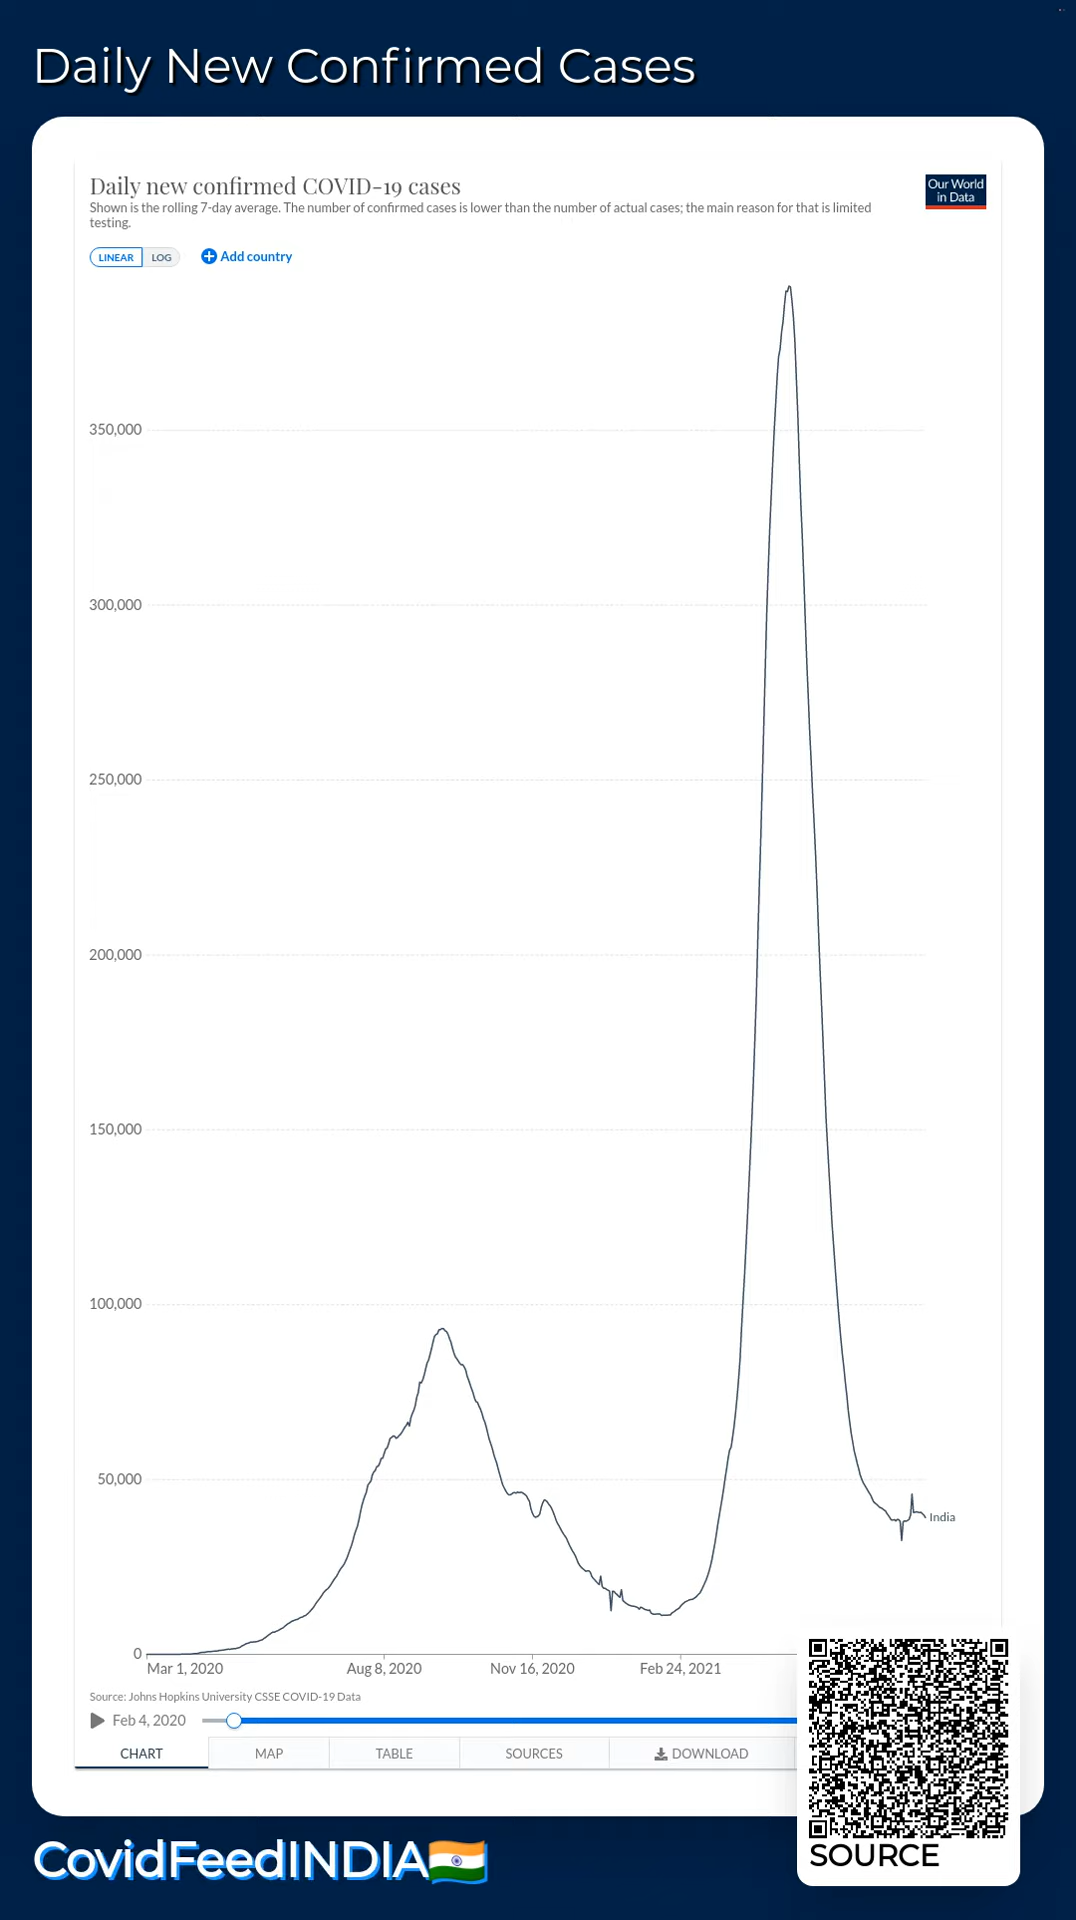 Daily New Confirmed Cases
Daily new confirmed COVID-19 cases
Shown is the rolling 7-day average. The number of confirmed cases is lower than the number of actual cases; the main reason for that is limited
testing.
Our World
in Data
LINEAR LOG Add country
350,000
300,000
250,000
200,000
150,000
100,000
50,000
India
0
Mar 1, 2020 Aug 8, 2020 Nov 16, 2020 Feb 24, 2021
Source: Johns Hopkins University CSSE COVID-19 Data
Feb 4, 2020
CHART MAP TABLE SOURCES DOWNLOAD
CovidFeedINDIA
SOURCE